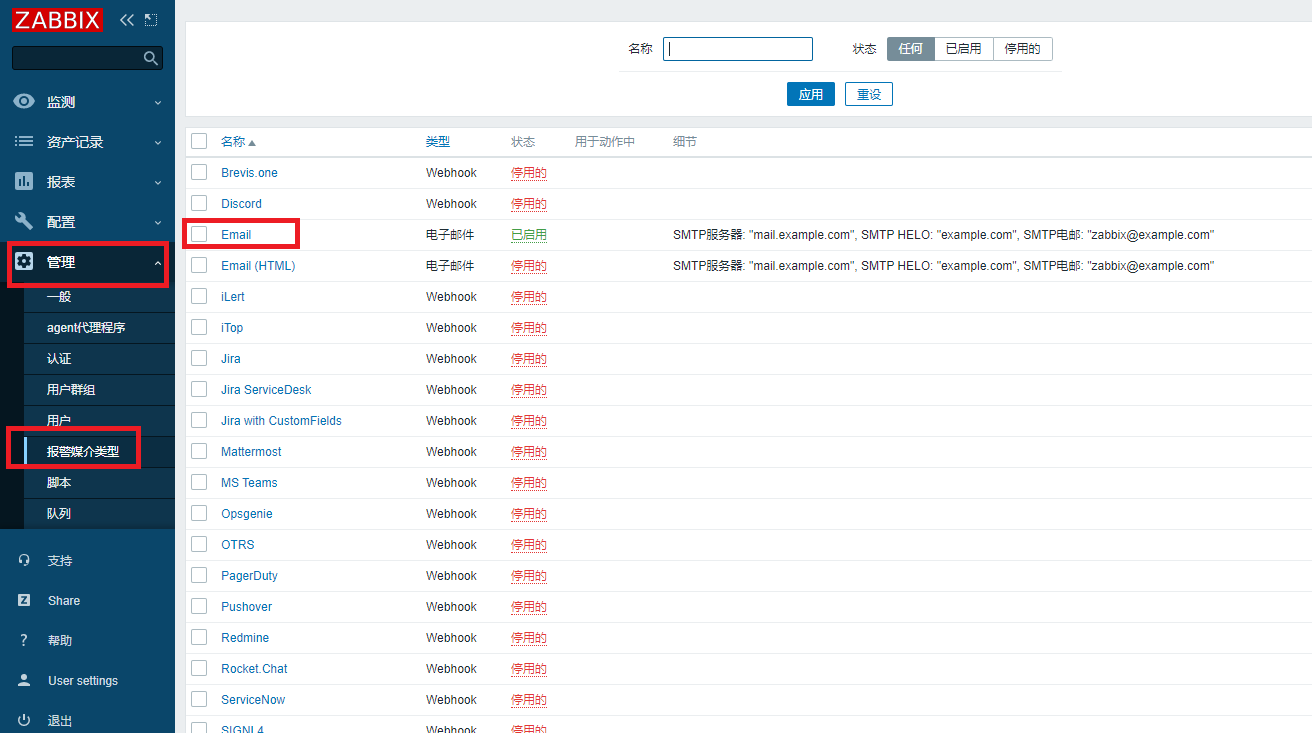 ZABBIX
监测
资产记录
报表
配置
管理
一般
agent代理程序
认证
用户群组
用户
报警媒介类型
脚本
队列
支持
Share
帮助
User settings
退出
名称 状态 任何 已启用 停用的
应用 重设
名称 类型 状态 用于动作中 细节
Brevis.one Webhook 停用的
Discord Webhook 停用的
Email 电子邮件 已启用 SMTP服务器: "mail.example.com", SMTP HELO: "example.com", SMTP电邮: "zabbix@example.com"
Email (HTML) 电子邮件 停用的 SMTP服务器: "mail.example.com", SMTP HELO: "example.com", SMTP电邮: "zabbix@example.com"
iLert Webhook 停用的
iTop Webhook 停用的
Jira Webhook 停用的
Jira ServiceDesk Webhook 停用的
Jira with CustomFields Webhook 停用的
Mattermost Webhook 停用的
MS Teams Webhook 停用的
Opsgenie Webhook 停用的
OTRS Webhook 停用的
PagerDuty Webhook 停用的
Pushover Webhook 停用的
Redmine Webhook 停用的
Rocket.Chat Webhook 停用的
ServiceNow Webhook 停用的
SIGNL4 Webhook 停用的